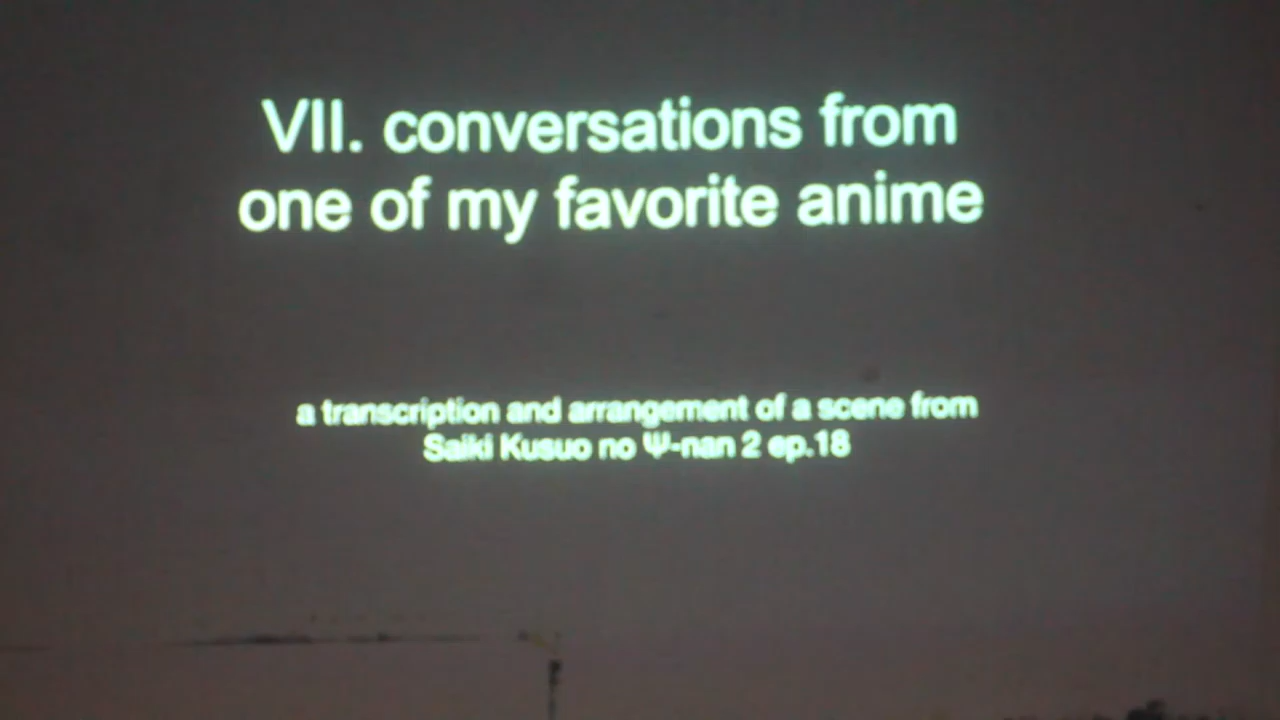 VII. conversations from
one of my favorite anime
a transcription and arrangement of a scene from
Saiki Kusuo no Ψ-nan 2 ep.18